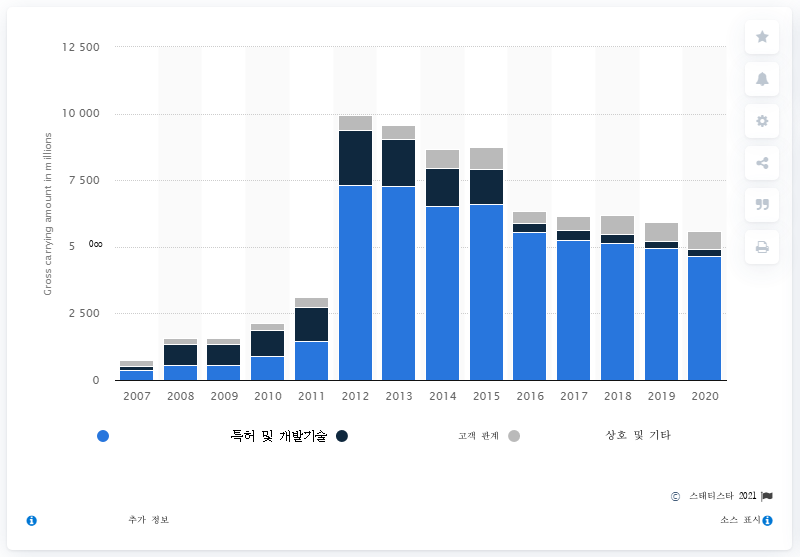 12 500
10 000
7 500
5 000
2 500
0
Gross carrying amount in millions
2007 2008 2009 2010 2011 2012 2013 2014 2015 2016 2017 2018 2019 2020
특허 및 개발기술 고객 관계 상호 및 기타
© 스태티스타 2021
추가 정보 소스 표시